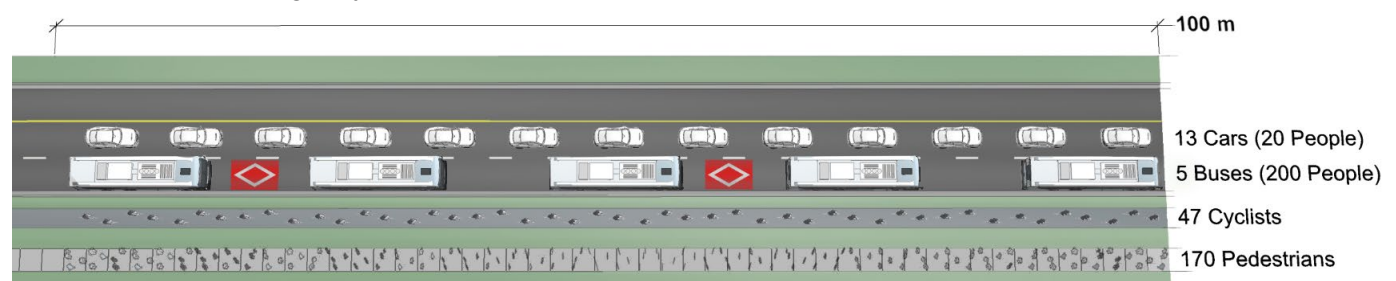 100 m
13 Cars (20 People)
5 Buses (200 People)
47 Cyclists
170 Pedestrians